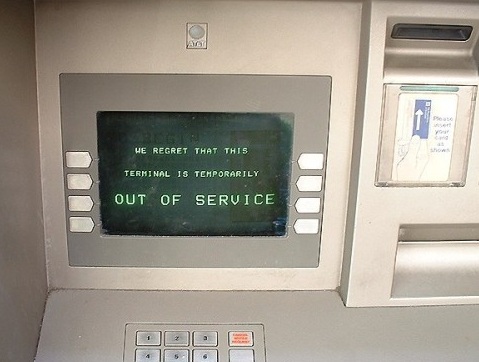 WE REGRET THAT THIS
TERMINAL IS TEMPORARILY
OUT OF SERVICE
Please
insert
your
card
as
shown
1
2
3
4
5
6